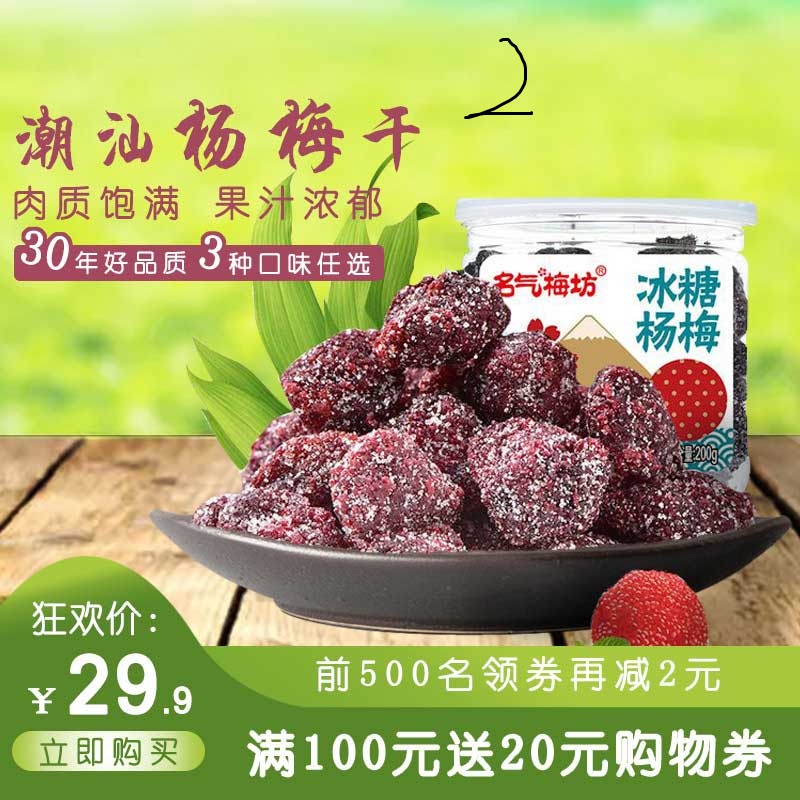 2
潮汕杨梅干
肉质饱满 果汁浓郁
30年好品质 3种口味任选
名气梅坊®
冰糖
杨梅
量:200g
狂欢价:
¥29.9
立即购买
前500名领券再减2元
满100元送20元购物券